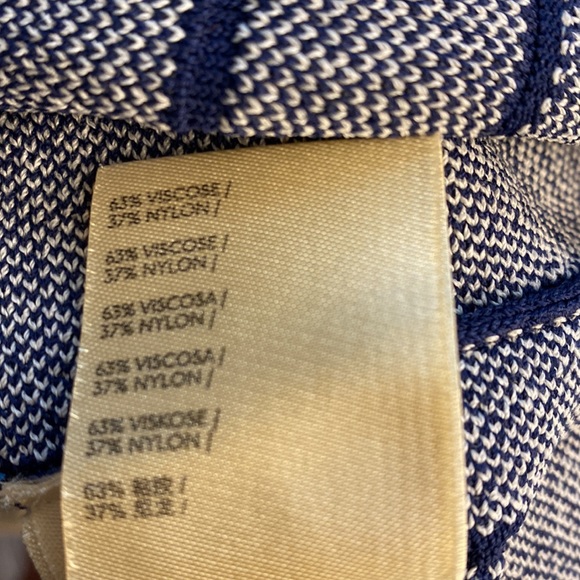 63% VISCOSE /
37% NYLON /
63% VISCOSE /
37% NYLON /
63% VISCOSA /
37% NYLON /
63% VISCOSA /
37% NYLON /
63% VISKOSE /
37% NYLON /
63% /
37% /